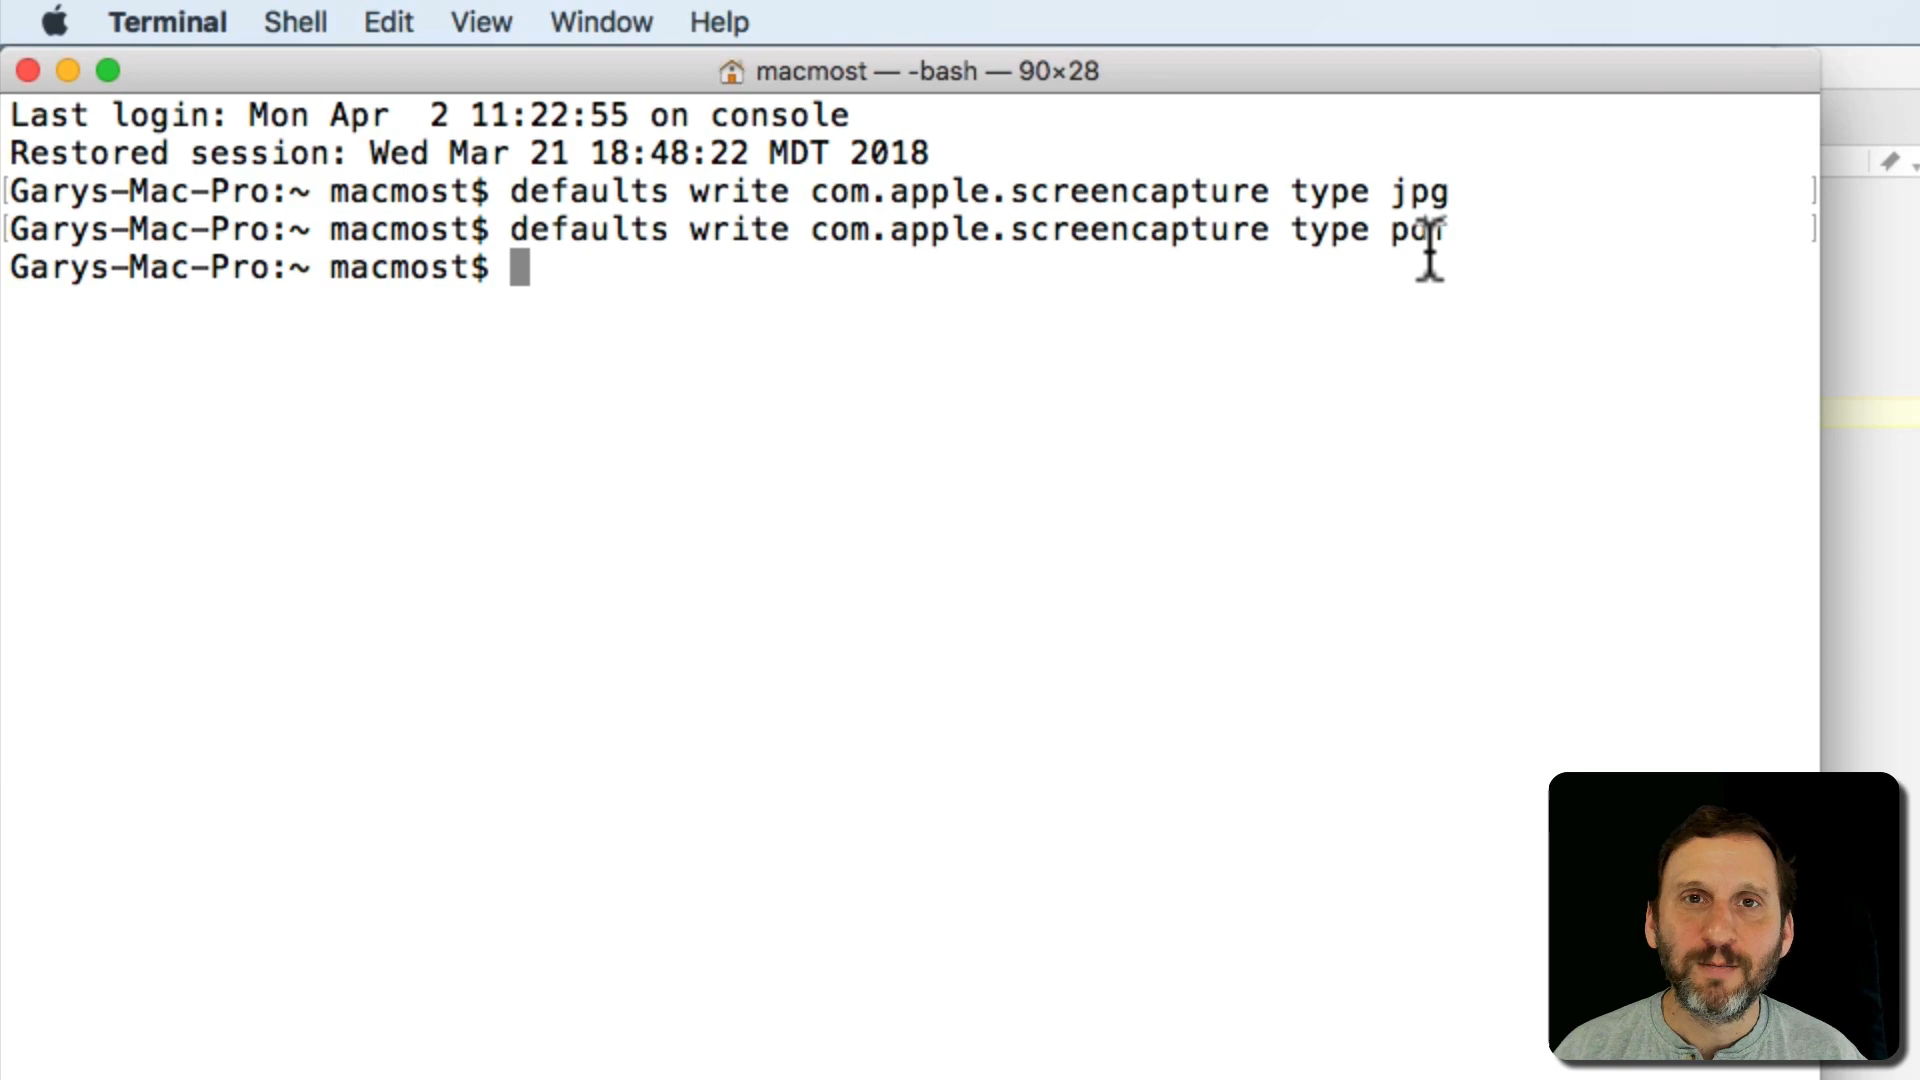 Terminal Shell Edit View Window Help
macmost — -bash — 90×28
Last login: Mon Apr  2 11:22:55 on console
Restored session: Wed Mar 21 18:48:22 MDT 2018
[Garys-Mac-Pro:~ macmost$ defaults write com.apple.screencapture type jpg ]
[Garys-Mac-Pro:~ macmost$ defaults write com.apple.screencapture type pdf ]
Garys-Mac-Pro:~ macmost$